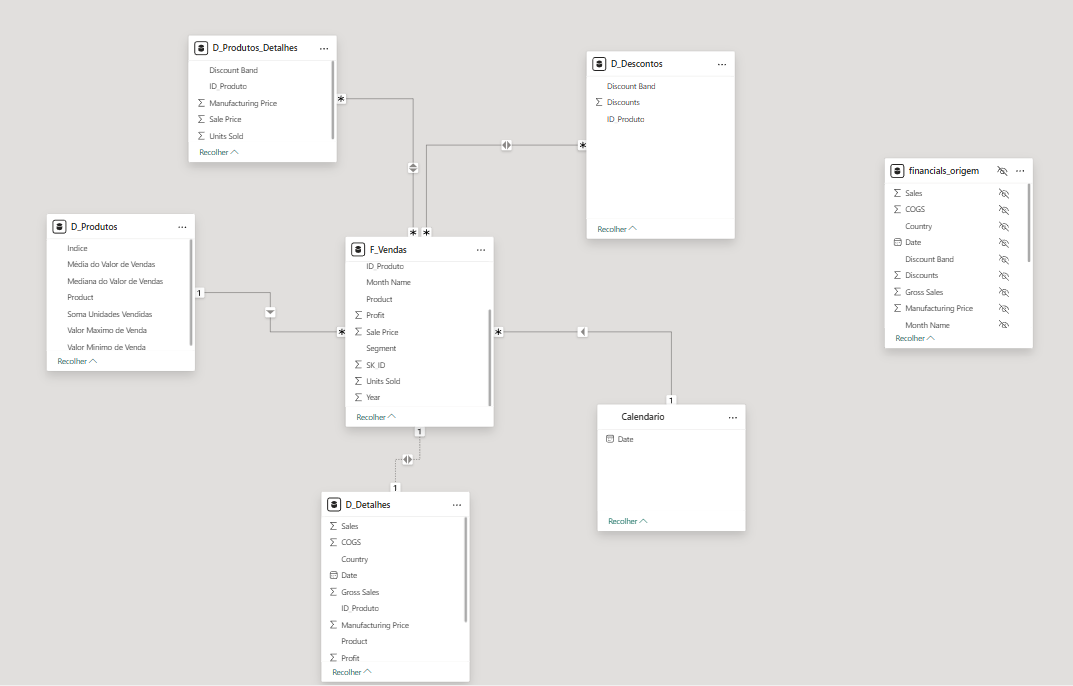 D_Produtos_Detalhes
Discount Band
ID_Produto
Manufacturing Price
Sale Price
Units Sold
Recolher
D_Descontos
Discount Band
Discounts
ID_Produto
Recolher
financials_origem
Sales
COGS
Country
Date
Discount Band
Discounts
Gross Sales
Manufacturing Price
Month Name
Recolher
D_Produtos
Indice
Média do Valor de Vendas
Mediana do Valor de Vendas
Product
Soma Unidades Vendidas
Valor Maximo de Venda
Valor Minimo de Venda
Recolher
1
F_Vendas
ID_Produto
Month Name
Product
Profit
Sale Price
Segment
SK_ID
Units Sold
Year
Recolher
1
1
Calendario
Date
Recolher
1
D_Detalhes
Sales
COGS
Country
Date
Gross Sales
ID_Produto
Manufacturing Price
Product
Profit
Recolher